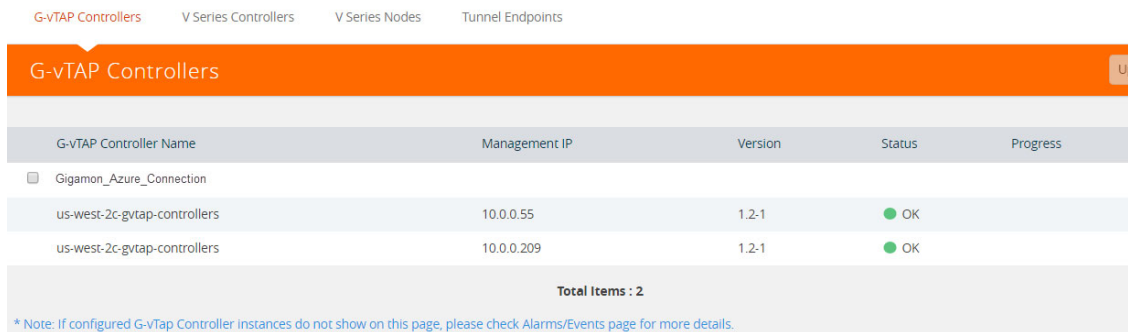 G-vTAP Controllers V Series Controllers V Series Nodes Tunnel Endpoints
G-vTAP Controllers
G-vTAP Controller Name Management IP Version Status Progress
Gigamon_Azure_Connection
us-west-2c-gvtap-controllers 10.0.0.55 1.2-1 OK
us-west-2c-gvtap-controllers 10.0.0.209 1.2-1 OK
Total Items : 2
* Note: If configured G-vTap Controller instances do not show on this page, please check Alarms/Events page for more details.